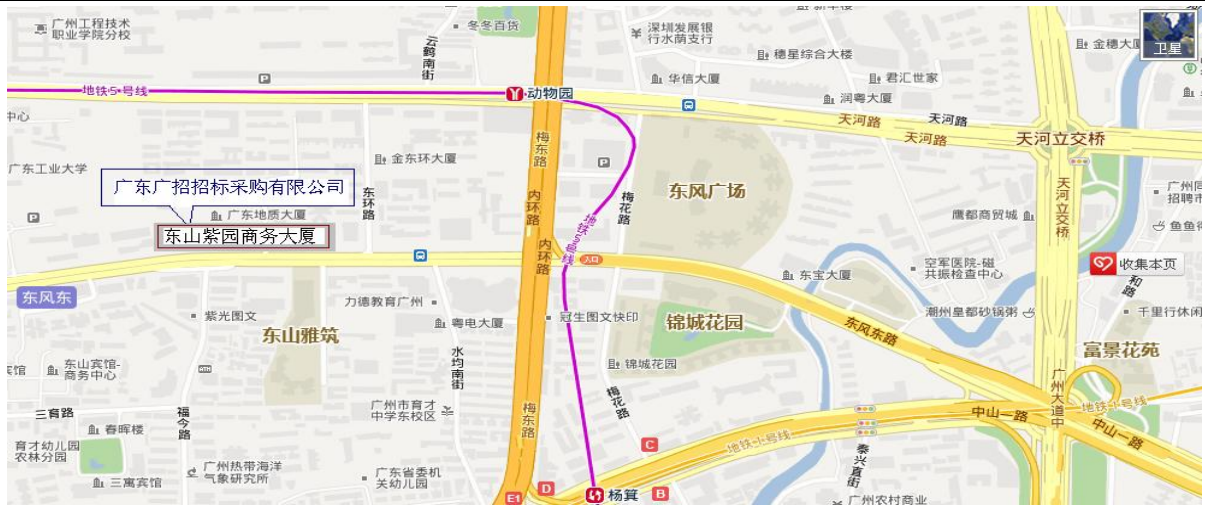 广州工程技术
职业学院分校
冬冬百货
云鹤南街
深圳发展银
行水荫支行
穗星综合大楼
金穗大厦
卫星
华信大厦
君汇世家
地铁5号线
动物园
润粤大厦
天河路
天河路
天河路
天河立交桥
中心
梅东路
金东环大厦
广东工业大学
广东广招招标采购有限公司
东环路
内环路
梅花路
东风广场
天河立交桥
广州同
招聘市
广东地质大厦
鹰都商贸城
鱼鱼得
东山紫园商务大厦
地铁5号线
内环路
入口
东宝大厦
空军医院-磁
共振检查中心
收集本页
和路
东风东
力德教育广州
紫光图文
东山雅筑
粤电大厦
冠生图文快印
锦城花园
东风东路
潮州皇都砂锅粥
千里行休闲
富景花苑
水均南街
东山宾馆-
商务中心
宾馆
锦城花园
广州大道中
三育路
福今路
广州市育才
中学东校区
梅东路
梅花路
中山一路
地铁1号线
春晖楼
育才幼儿园
农林分园
地铁1号线
中山一路
C
广州热带海洋
气象研究所
广东省委机
关幼儿园
泰兴直街
三寓宾馆
E1
D
杨箕
B
广州农村商业